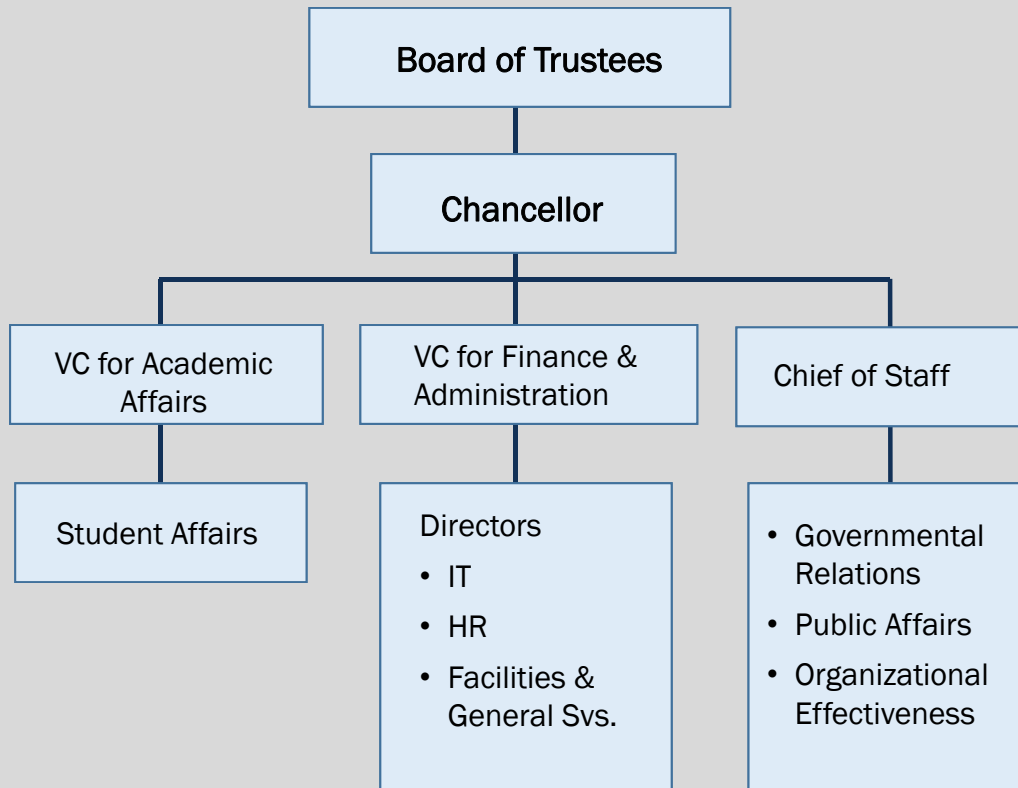 Board of Trustees
Chancellor
VC for Academic
Affairs
VC for Finance &
Administration
Chief of Staff
Student Affairs
Directors
• IT
• HR
• Facilities &
General Svs.
• Governmental
Relations
• Public Affairs
• Organizational
Effectiveness